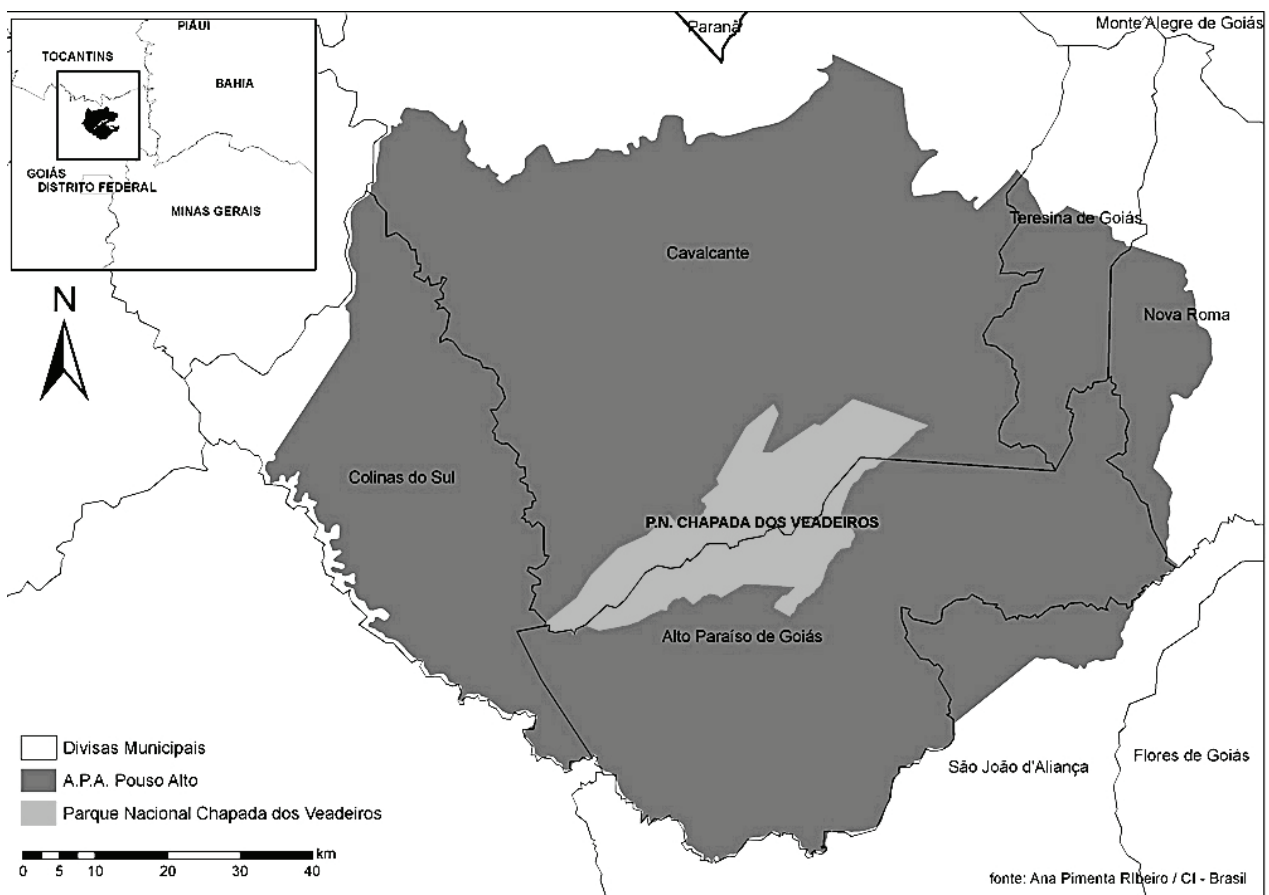 PIAUÍ
TOCANTINS
BAHIA
GOIÁS
DISTRITO FEDERAL
MINAS GERAIS
Paranã
Monte Alegre de Goiás
Teresina de Goiás
Cavalcante
Nova Roma
N
Colinas do Sul
P.N. CHAPADA DOS VEADEIROS
Alto Paraíso de Goiás
São João d'Aliança
Flores de Goiás
Divisas Municipais
A.P.A. Pouso Alto
Parque Nacional Chapada dos Veadeiros
km
0 5 10 20 30 40
fonte: Ana Pimenta RIbeiro / CI - Brasil